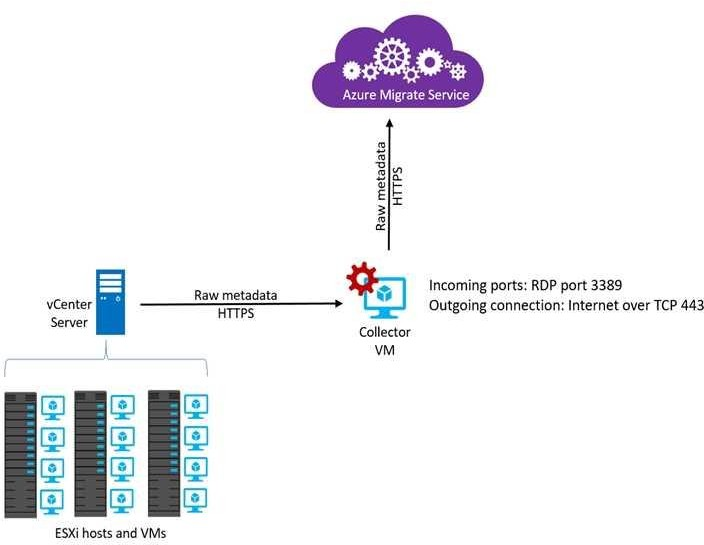 Azure Migrate Service
Raw metadata
HTTPS
vCenter
Server
Raw metadata
HTTPS
Incoming ports: RDP port 3389
Outgoing connection: Internet over TCP 443
Collector
VM
ESXi hosts and VMs